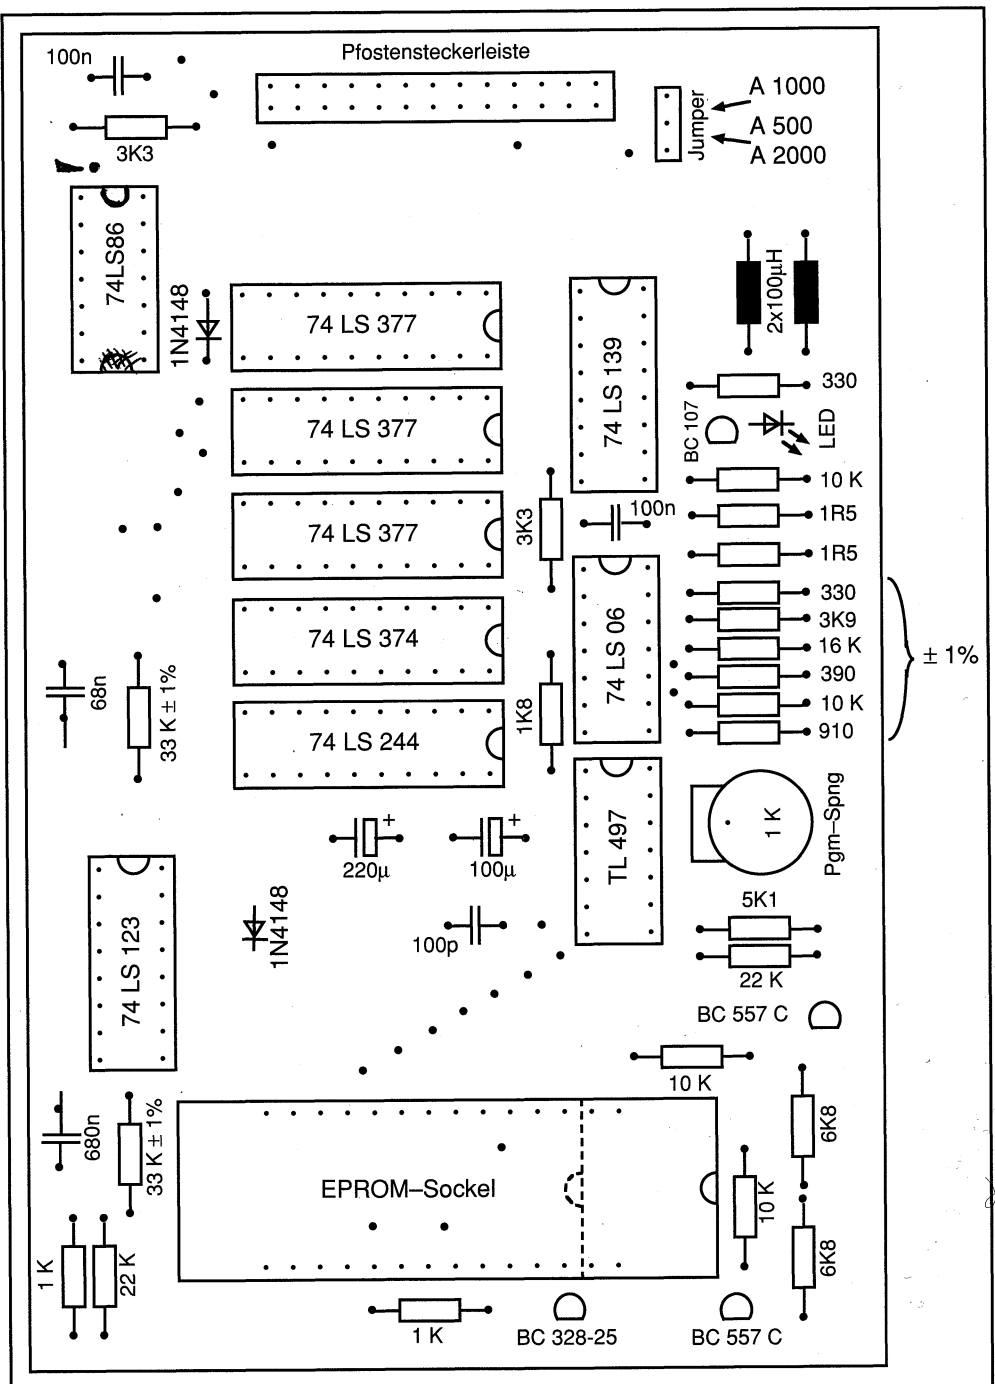 Pfostensteckerleiste
100n
3K3
Jumper
A 1000
A 500
A 2000
74LS86
1N4148
74 LS 377
74 LS 139
2x100µH
330
74 LS 377
BC 107
LED
10 K
74 LS 377
3K3
100n
1R5
1R5
330
3K9
16 K
390
10 K
910
± 1%
74 LS 374
74 LS 06
68n
33 K ± 1%
74 LS 244
1K8
TL 497
1 K
Pgm–Spng
220µ
+
100µ
+
74 LS 123
1N4148
100p
5K1
22 K
BC 557 C
10 K
680n
33 K ± 1%
EPROM–Sockel
6K8
10 K
6K8
1 K
22 K
1 K
BC 328-25
BC 557 C